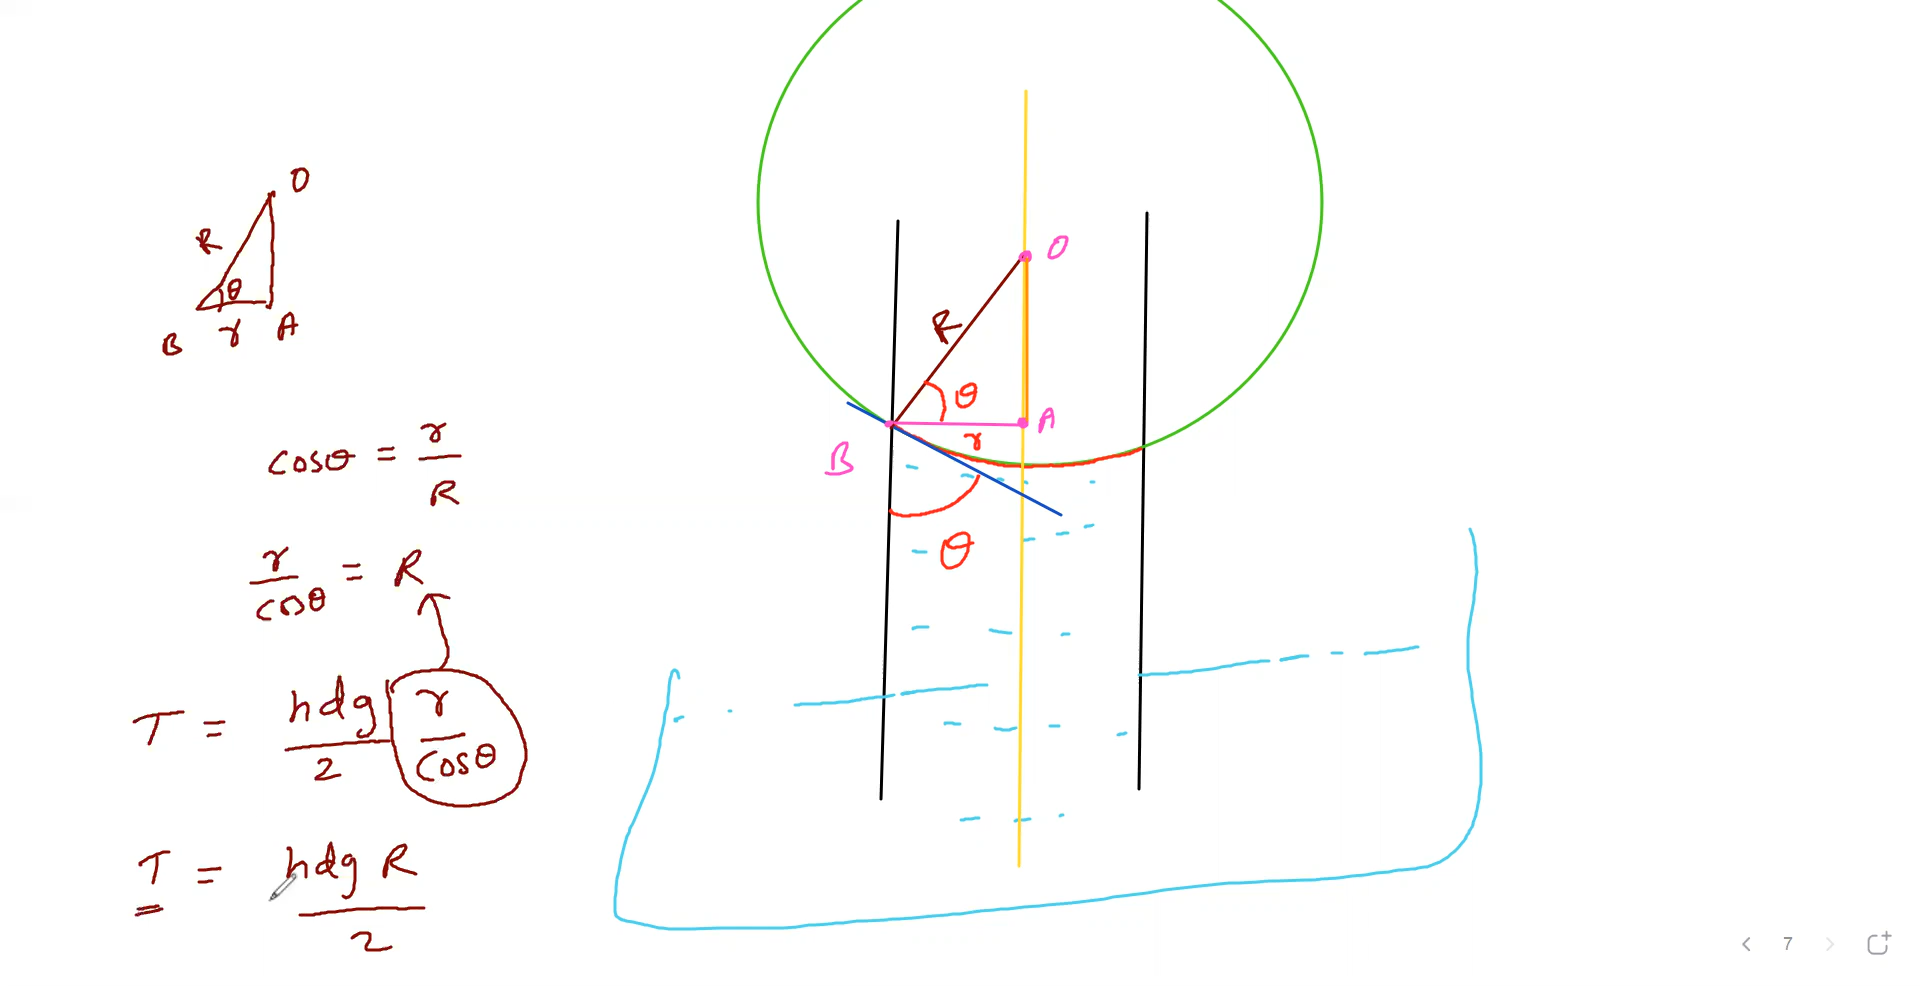 O
R
θ
B r A
cosθ = r/R
r/cosθ = R
T = hdg/2 r/cosθ
T = hdg R/2
O
R
θ
A
r
B
θ
< 7 >